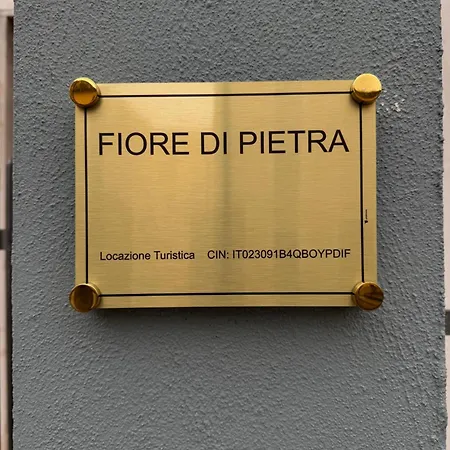 FIORE DI PIETRA
Locazione Turistica CIN: IT023091B4QBOYPDIF